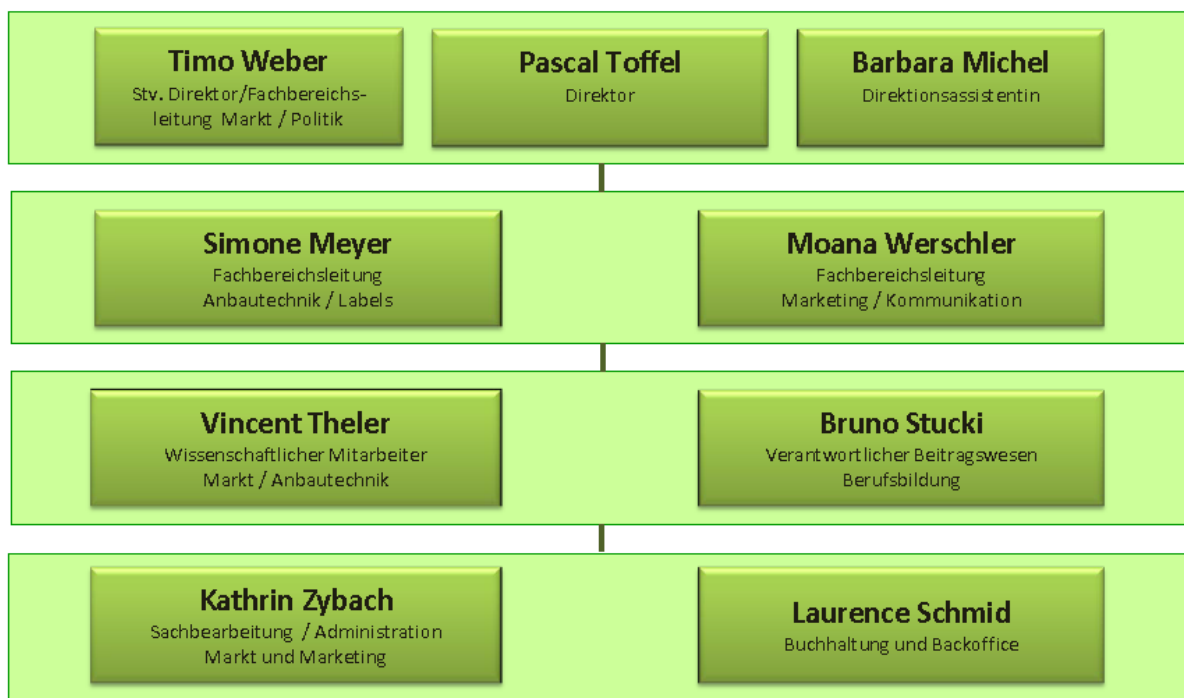 Timo Weber
Stv. Direktor/Fachbereichs-
leitung Markt / Politik
Pascal Toffel
Direktor
Barbara Michel
Direktionsassistentin
Simone Meyer
Fachbereichsleitung
Anbautechnik / Labels
Moana Werschler
Fachbereichsleitung
Marketing / Kommunikation
Vincent Theler
Wissenschaftlicher Mitarbeiter
Markt / Anbautechnik
Bruno Stucki
Verantwortlicher Beitragswesen
Berufsbildung
Kathrin Zybach
Sachbearbeitung / Administration
Markt und Marketing
Laurence Schmid
Buchhaltung und Backoffice